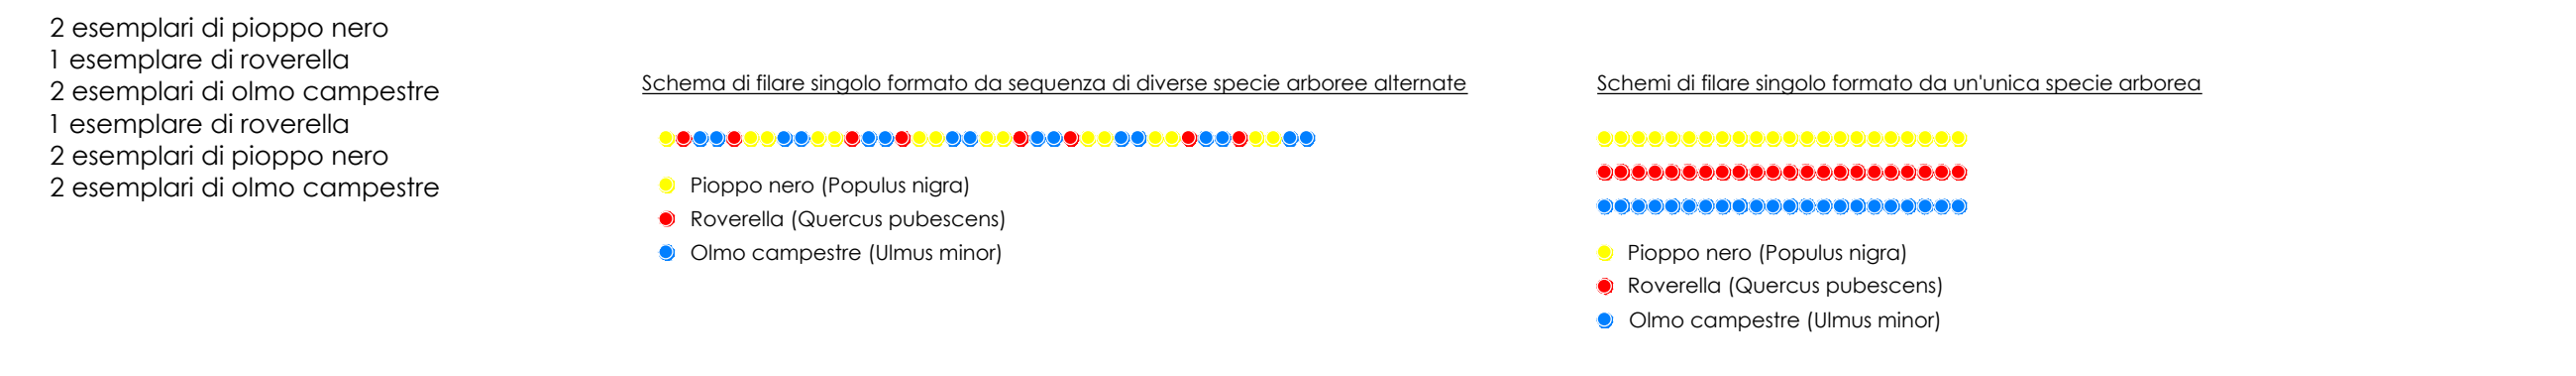 2 esemplari di pioppo nero
1 esemplare di roverella
2 esemplari di olmo campestre
1 esemplare di roverella
2 esemplari di pioppo nero
2 esemplari di olmo campestre
Schema di filare singolo formato da sequenza di diverse specie arboree alternate
Pioppo nero (Populus nigra)
Roverella (Quercus pubescens)
Olmo campestre (Ulmus minor)
Schemi di filare singolo formato da un'unica specie arborea
Pioppo nero (Populus nigra)
Roverella (Quercus pubescens)
Olmo campestre (Ulmus minor)